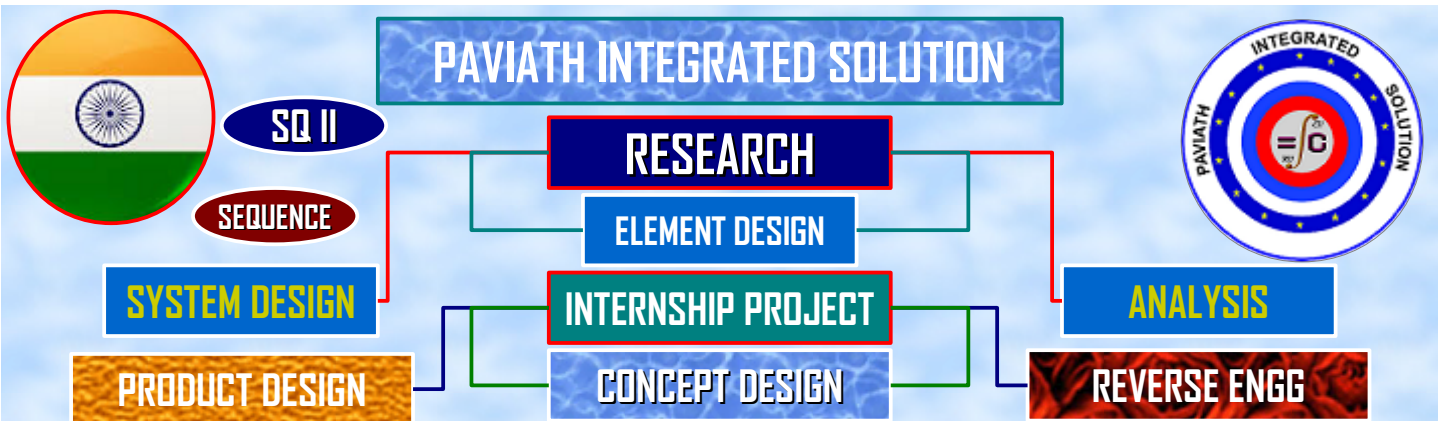 PAVIATH INTEGRATED SOLUTION
SQ II
RESEARCH
SEQUENCE
ELEMENT DESIGN
SYSTEM DESIGN
INTERNSHIP PROJECT
ANALYSIS
PRODUCT DESIGN
CONCEPT DESIGN
REVERSE ENGG
PAVIATH INTEGRATED SOLUTION
=∫C